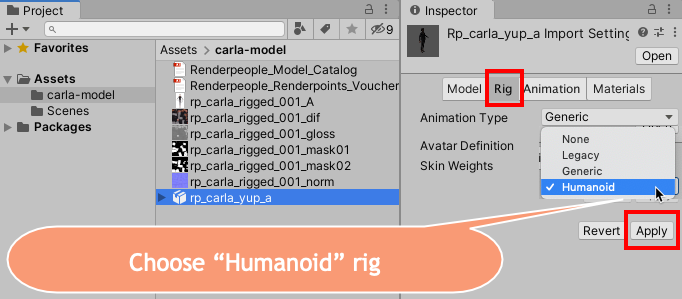 Project
Favorites
Assets
carla-model
Scenes
Packages
9
Assets > carla-model
Renderpeople_Model_Catalog
Renderpeople_Renderpoints_Voucher
rp_carla_rigged_001_A
rp_carla_rigged_001_dif
rp_carla_rigged_001_gloss
rp_carla_rigged_001_mask01
rp_carla_rigged_001_mask02
rp_carla_rigged_001_norm
rp_carla_yup_a
Inspector
Rp_carla_yup_a Import Setting
Open
Model Rig Animation Materials
Animation Type Generic
Avatar Definition
Skin Weights
None
Legacy
Generic
Humanoid
Revert Apply
Choose “Humanoid” rig